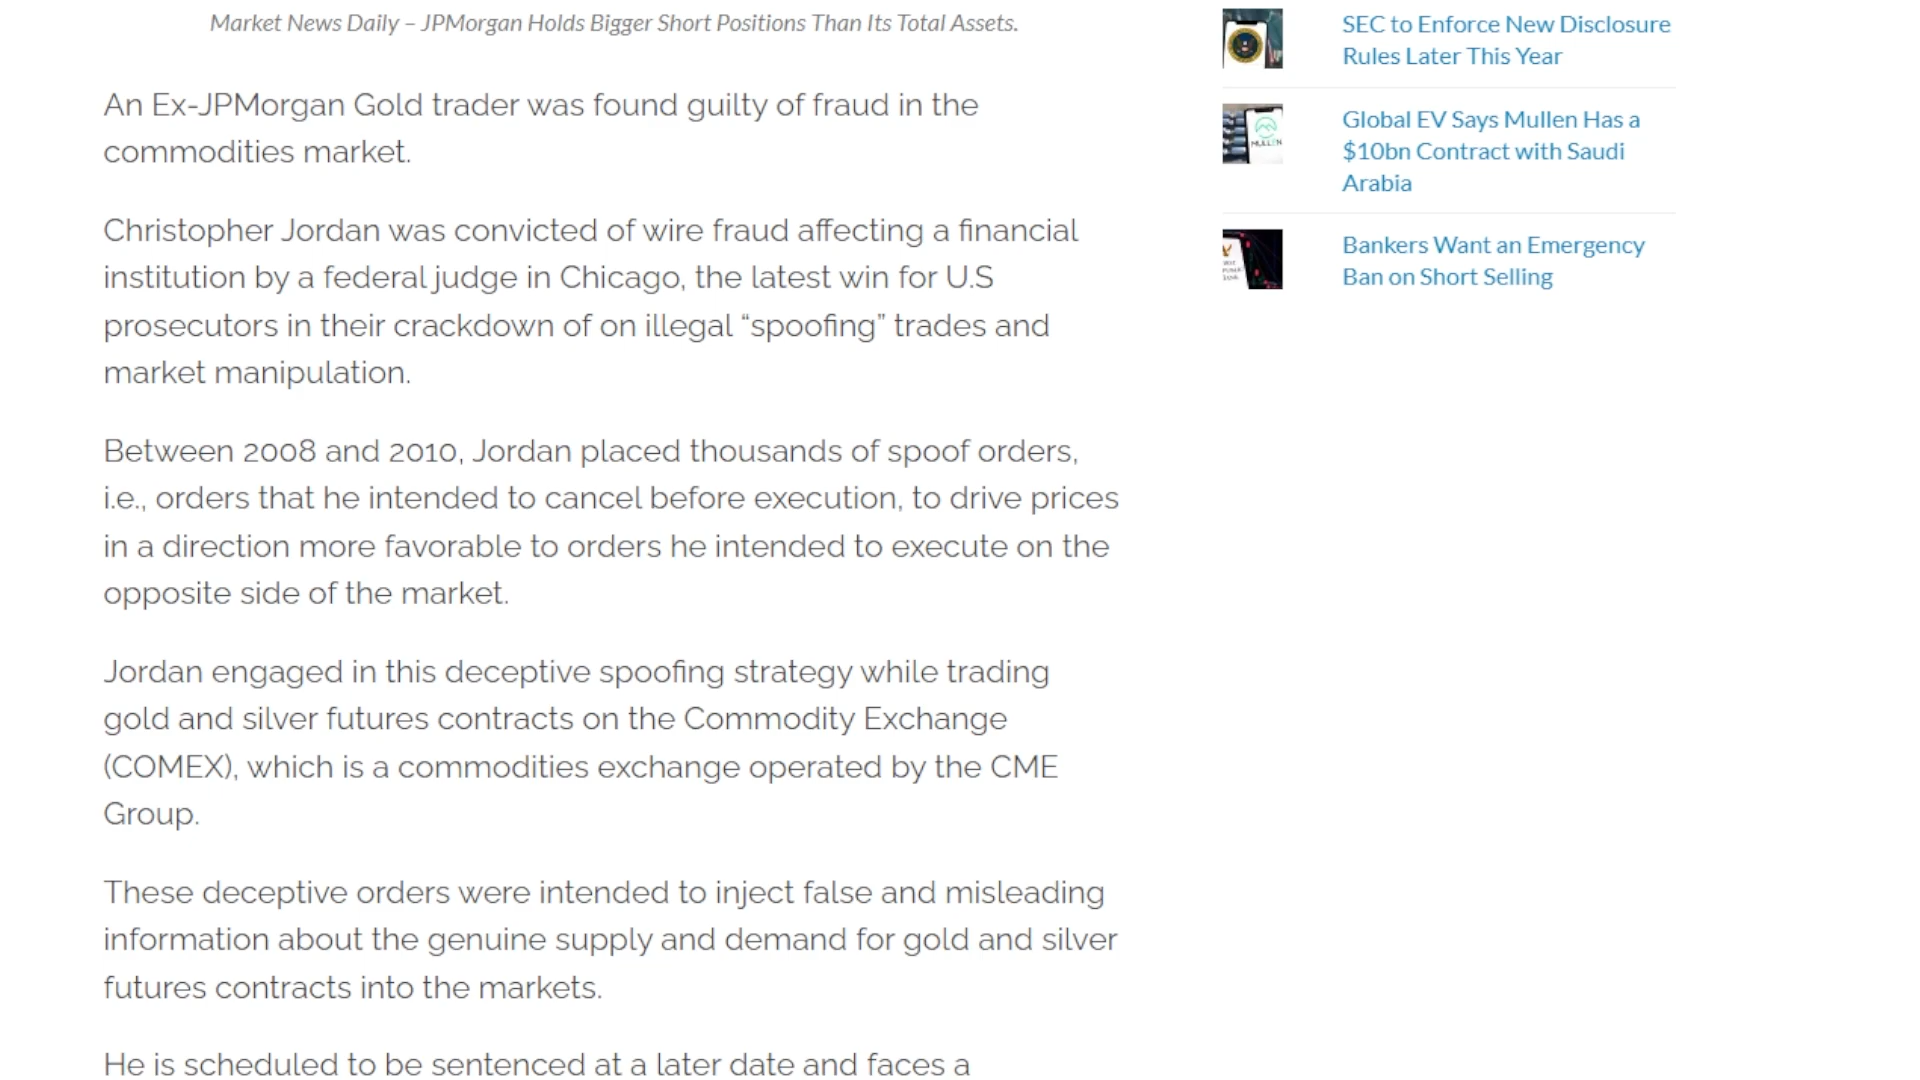 Market News Daily – JPMorgan Holds Bigger Short Positions Than Its Total Assets.
An Ex-JPMorgan Gold trader was found guilty of fraud in the
commodities market.
Christopher Jordan was convicted of wire fraud affecting a financial
institution by a federal judge in Chicago, the latest win for U.S
prosecutors in their crackdown of on illegal “spoofing” trades and
market manipulation.
Between 2008 and 2010, Jordan placed thousands of spoof orders,
i.e., orders that he intended to cancel before execution, to drive prices
in a direction more favorable to orders he intended to execute on the
opposite side of the market.
Jordan engaged in this deceptive spoofing strategy while trading
gold and silver futures contracts on the Commodity Exchange
(COMEX), which is a commodities exchange operated by the CME
Group.
These deceptive orders were intended to inject false and misleading
information about the genuine supply and demand for gold and silver
futures contracts into the markets.
He is scheduled to be sentenced at a later date and faces a
SEC to Enforce New Disclosure
Rules Later This Year
MULLEN
Global EV Says Mullen Has a
$10bn Contract with Saudi
Arabia
Bankers Want an Emergency
Ban on Short Selling